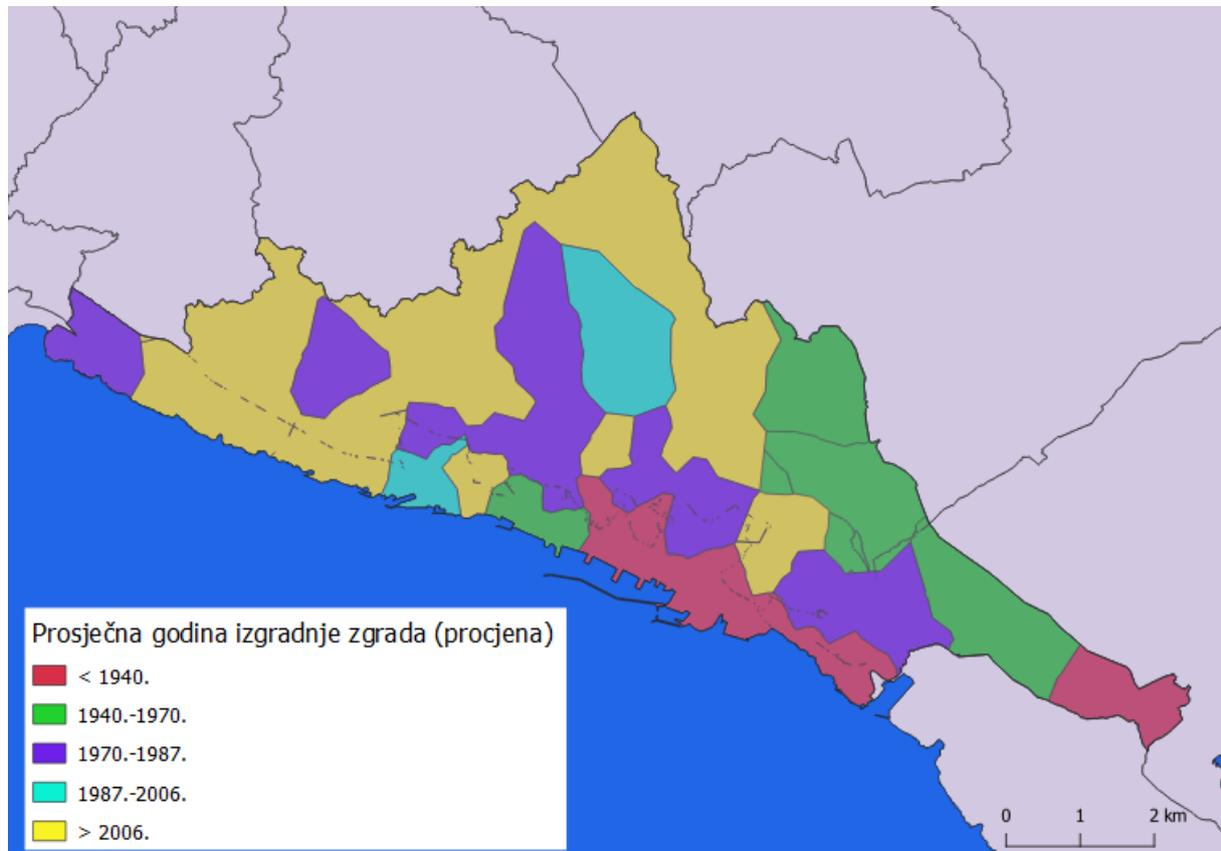 Prosječna godina izgradnje zgrada (procjena)
< 1940.
1940.-1970.
1970.-1987.
1987.-2006.
> 2006.
0 1 2 km